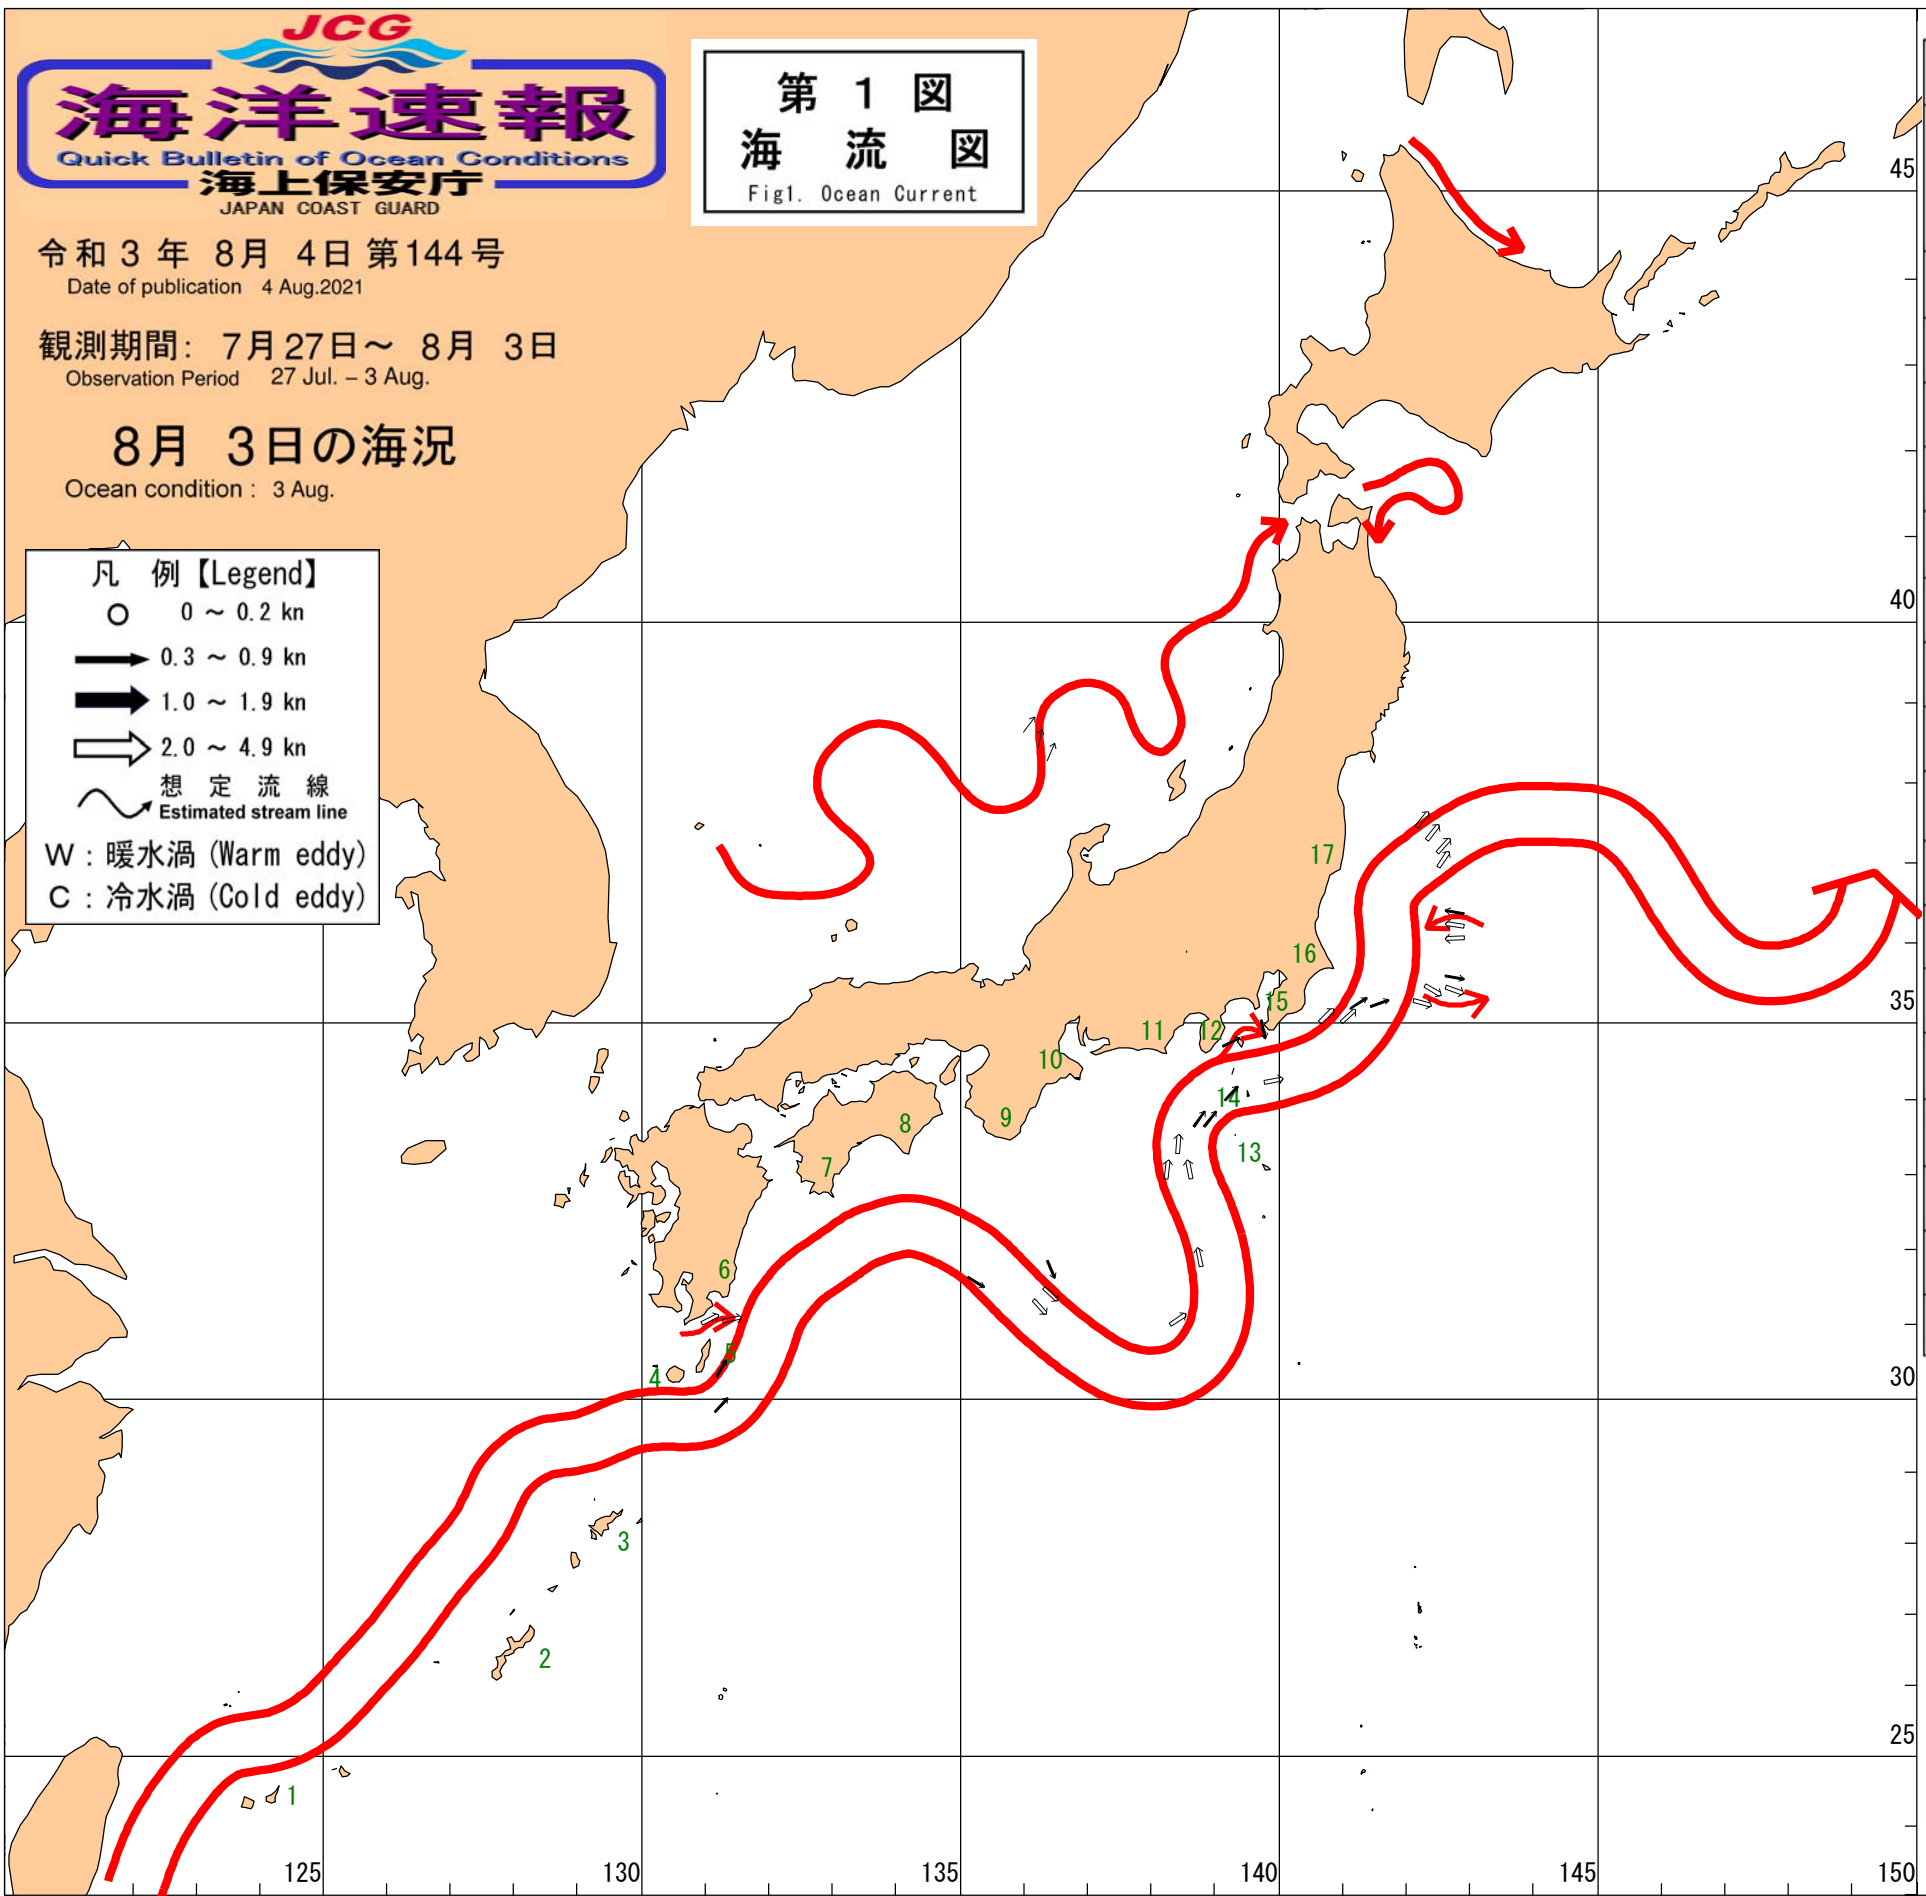 JCG
海洋速報
Quick Bulletin of Ocean Conditions
海上保安庁
JAPAN COAST GUARD
第 1 図
海 流 図
Fig1. Ocean Current
令和 3 年 8月 4日 第144号
Date of publication 4 Aug.2021
観測期間: 7月27日～ 8月 3日
Observation Period 27 Jul. – 3 Aug.
8月 3日の海況
Ocean condition : 3 Aug.
凡 例【Legend】
0 ～ 0.2 kn
0.3 ～ 0.9 kn
1.0 ～ 1.9 kn
2.0 ～ 4.9 kn
想 定 流 線
Estimated stream line
W : 暖水渦 (Warm eddy)
C : 冷水渦 (Cold eddy)
45
40
35
30
25
17
16
15
12
11
10
14
9
8
13
7
6
5
4
3
2
1
125
130
135
140
145
150